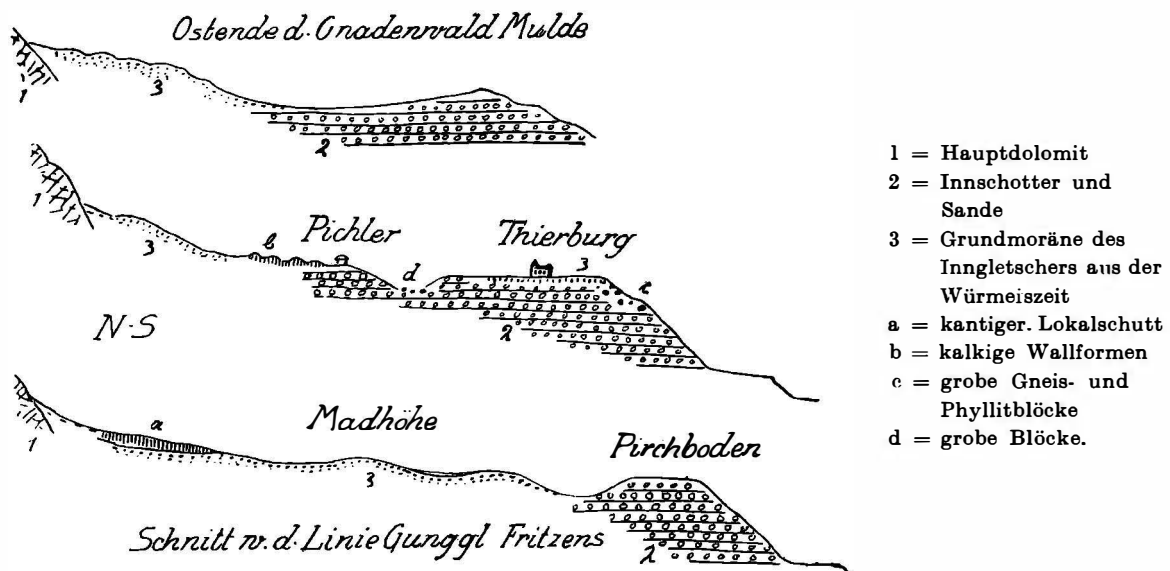 Ostende d. Gnadenwald Mulde
1
3
2
1
3
b
Pichler
d
Thierburg
3
c
2
N-S
1
a
Madhöhe
3
Pirchboden
2
Schnitt w. d. Linie Gunggl Fritzens
1 = Hauptdolomit
2 = Innschotter und
Sande
3 = Grundmoräne des
Inngletschers aus der
Würmeiszeit
a = kantiger. Lokalschutt
b = kalkige Wallformen
c = grobe Gneis- und
Phyllitblöcke
d = grobe Blöcke.